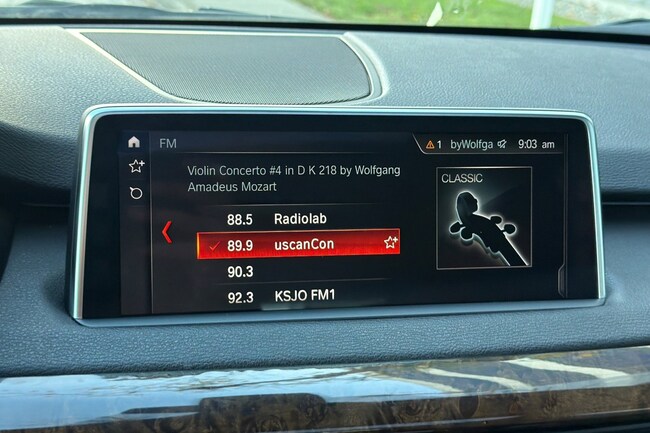 FM
1 byWolfga 9:03 am
Violin Concerto #4 in D K 218 by Wolfgang
Amadeus Mozart
CLASSIC
88.5 Radiolab
89.9 uscanCon
90.3
92.3 KSJO FM1